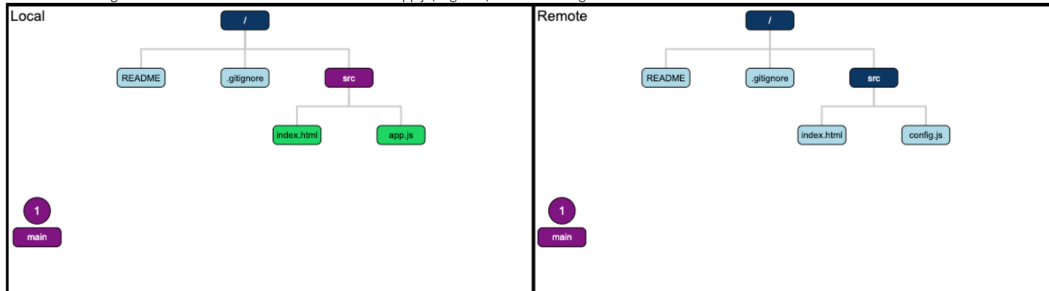 Local
/
README
.gitignore
src
index.html
app.js
1
main
Remote
/
README
.gitignore
src
index.html
config.js
1
main